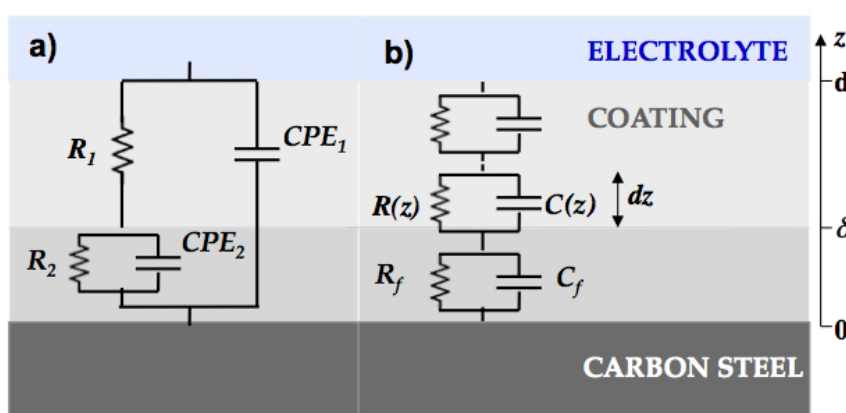 a)
b)
ELECTROLYTE
z
d
COATING
CPE1
R1
R(z)
C(z)
dz
δ
CPE2
R2
Rf
Cf
0
CARBON STEEL